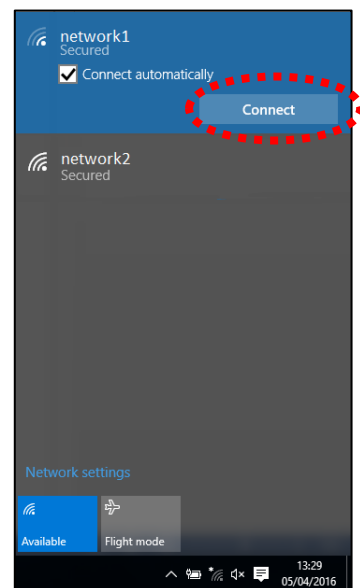 network1
Secured
Connect automatically
Connect
network2
Secured
Network settings
Available
Flight mode
13:29
05/04/2016